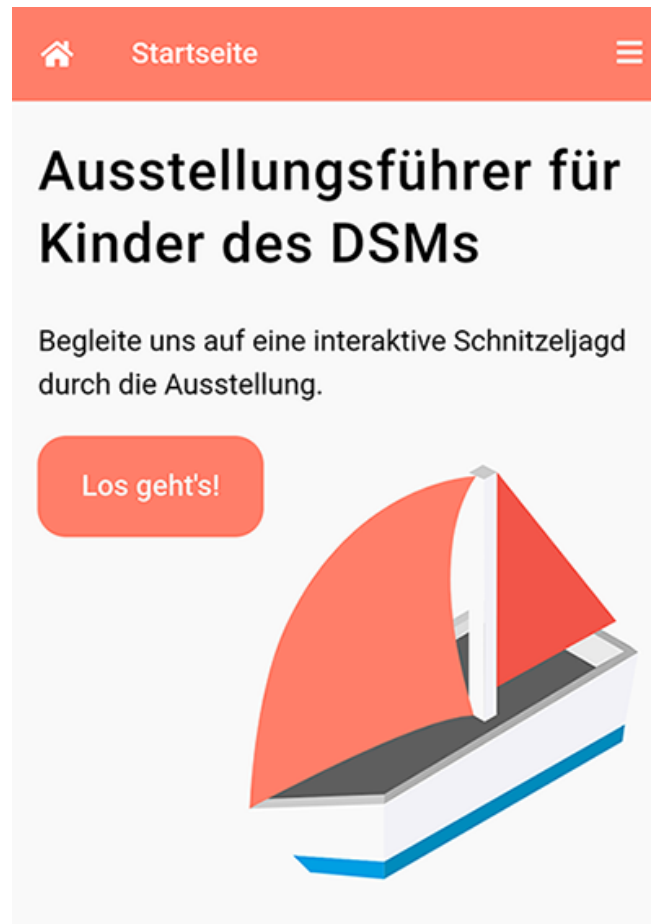 Startseite
Ausstellungsführer für
Kinder des DSMs
Begleite uns auf eine interaktive Schnitzeljagd
durch die Ausstellung.
Los geht's!